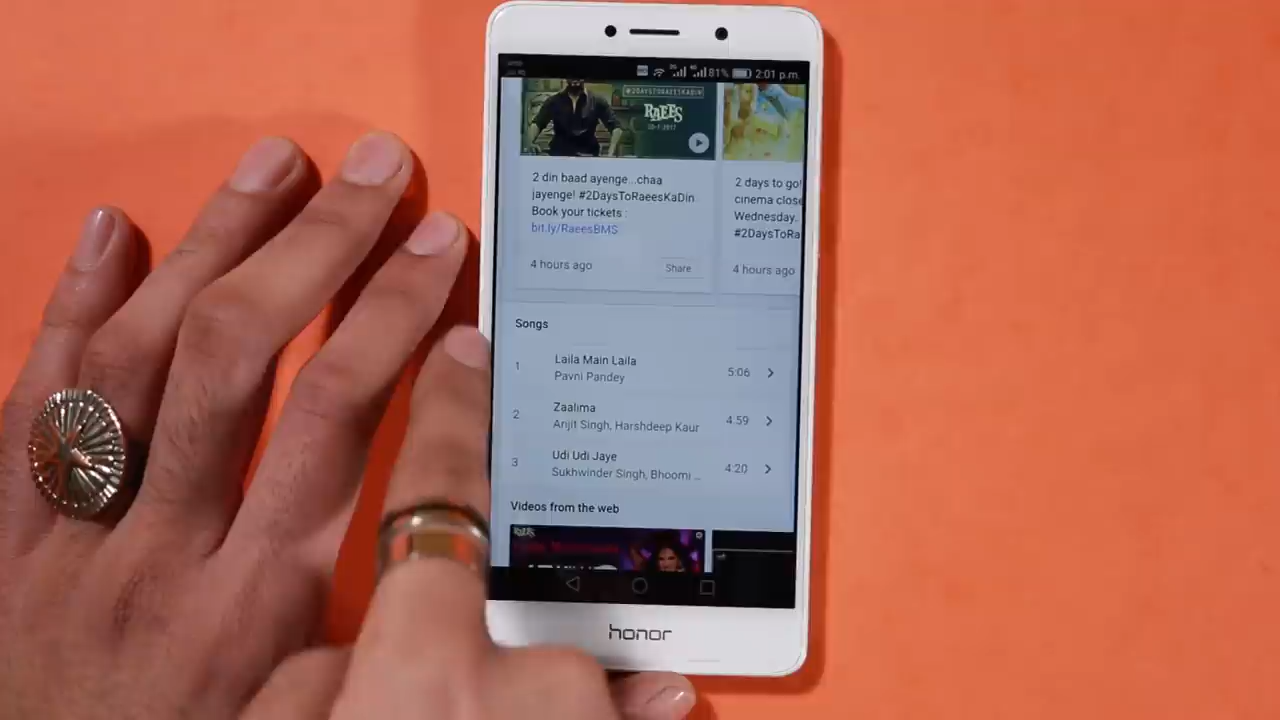 81% 2:01 p.m.
#2DAYSTORAEESKADIN
RAEES
2 din baad ayenge...chaa
jayenge! #2DaysToRaeesKaDin
Book your tickets :
bit.ly/RaeesBMS
4 hours ago
Share
2 days to go!
cinema close
Wednesday.
#2DaysToRa
4 hours ago
Songs
1 Laila Main Laila
Pavni Pandey
5:06
2 Zaalima
Arijit Singh, Harshdeep Kaur
4:59
3 Udi Udi Jaye
Sukhwinder Singh, Bhoomi ...
4:20
Videos from the web
honor